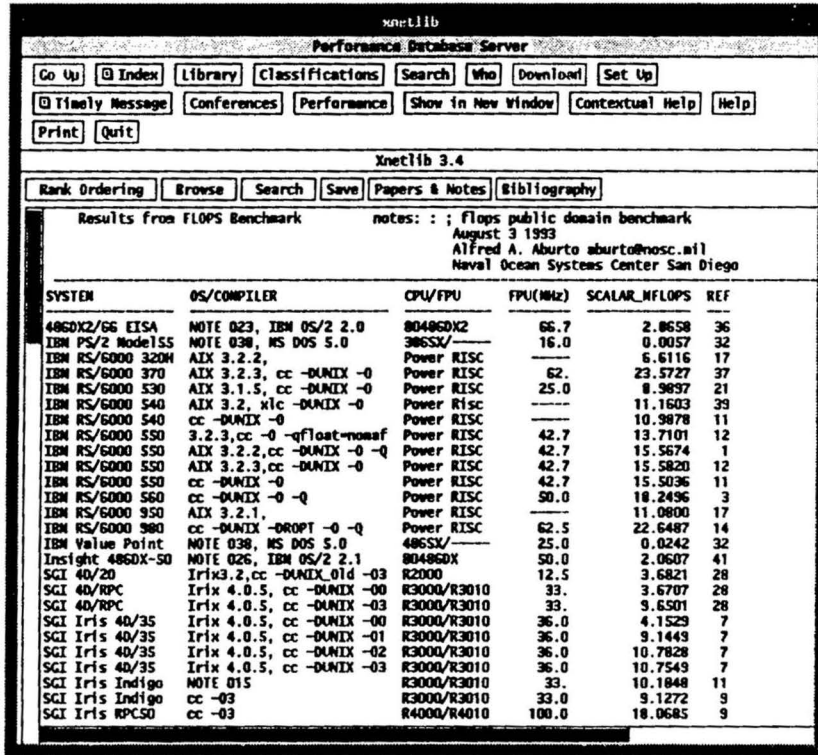 xnetlib
Performance Database Server
Go Up Index Library Classifications Search Who Download Set Up
Timely Message Conferences Performance Show in New Window Contextual Help Help
Print Quit
Xnetlib 3.4
Rank Ordering Browse Search Save Papers & Notes Bibliography
Results from FLOPS Benchmark notes: : ; flops public domain benchmark
August 3 1993
Alfred A. Aburto aburto@nosc.mil
Naval Ocean Systems Center San Diego
SYSTEM OS/COMPILER CPU/FPU FPU(MHz) SCALAR_MFLOPS REF
486DX2/66 EISA NOTE 023, IBM OS/2 2.0 80486DX2 66.7 2.8658 36
IBM PS/2 Model55 NOTE 038, MS DOS 5.0 386SX/----- 16.0 0.0057 32
IBM RS/6000 320H AIX 3.2.2, Power RISC ----- 6.6116 17
IBM RS/6000 370 AIX 3.2.3, cc -DUNIX -O Power RISC 62. 23.5727 37
IBM RS/6000 530 AIX 3.1.5, cc -DUNIX -O Power RISC 25.0 8.9897 21
IBM RS/6000 540 AIX 3.2, xlc -DUNIX -O Power Risc ----- 11.1603 39
IBM RS/6000 540 cc -DUNIX -O Power RISC ----- 10.9878 11
IBM RS/6000 550 3.2.3,cc -O -qfloat=nomaf Power RISC 42.7 13.7101 12
IBM RS/6000 550 AIX 3.2.2,cc -DUNIX -O -Q Power RISC 42.7 15.5674 1
IBM RS/6000 550 AIX 3.2.3,cc -DUNIX -O Power RISC 42.7 15.5820 12
IBM RS/6000 550 cc -DUNIX -O Power RISC 42.7 15.5036 11
IBM RS/6000 560 cc -DUNIX -O -Q Power RISC 50.0 18.2496 3
IBM RS/6000 950 AIX 3.2.1, Power RISC ----- 11.0800 17
IBM RS/6000 980 cc -DUNIX -DROPT -O -Q Power RISC 62.5 22.6487 14
IBM Value Point NOTE 038, MS DOS 5.0 486SX/----- 25.0 0.0242 32
Insight 486DX-50 NOTE 026, IBM OS/2 2.1 80486DX 50.0 2.0607 41
SGI 4D/20 Irix3.2,cc -DUNIX_Old -O3 R2000 12.5 3.6821 28
SGI 4D/RPC Irix 4.0.5, cc -DUNIX -O0 R3000/R3010 33. 3.6707 28
SGI 4D/RPC Irix 4.0.5, cc -DUNIX -O3 R3000/R3010 33. 9.6501 28
SGI Iris 4D/35 Irix 4.0.5, cc -DUNIX -O0 R3000/R3010 36.0 4.1529 7
SGI Iris 4D/35 Irix 4.0.5, cc -DUNIX -O1 R3000/R3010 36.0 9.1449 7
SGI Iris 4D/35 Irix 4.0.5, cc -DUNIX -O2 R3000/R3010 36.0 10.7828 7
SGI Iris 4D/35 Irix 4.0.5, cc -DUNIX -O3 R3000/R3010 36.0 10.7549 7
SGI Iris Indigo NOTE 015 R3000/R3010 33. 10.1848 11
SGI Iris Indigo cc -O3 R3000/R3010 33.0 9.1272 9
SGI Iris RPC50 cc -O3 R4000/R4010 100.0 18.0685 9